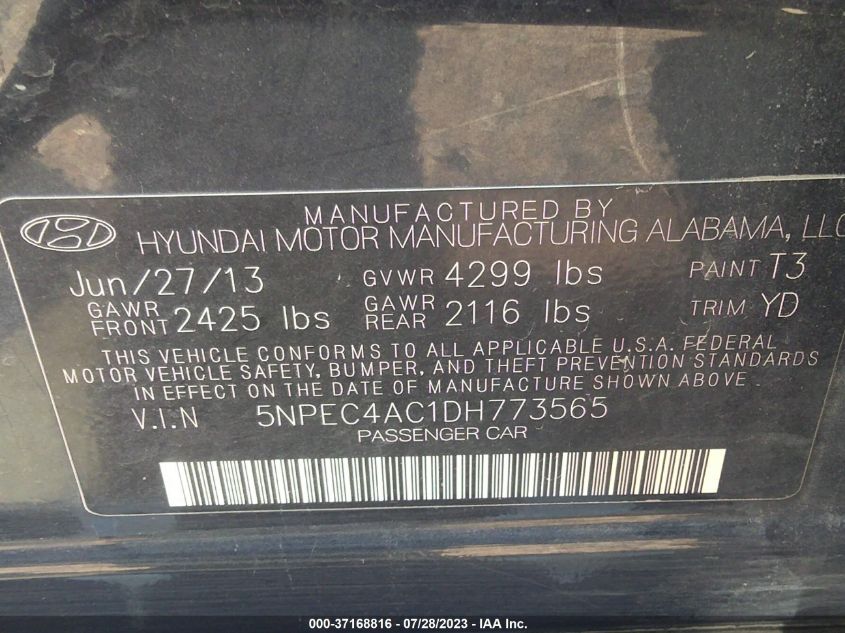 MANUFACTURED BY
HYUNDAI MOTOR MANUFACTURING ALABAMA, LLC
Jun/27/13 GVWR 4299 lbs PAINT T3
GAWR FRONT 2425 lbs GAWR REAR 2116 lbs TRIM YD
THIS VEHICLE CONFORMS TO ALL APPLICABLE U.S.A. FEDERAL
MOTOR VEHICLE SAFETY, BUMPER, AND THEFT PREVENTION STANDARDS
IN EFFECT ON THE DATE OF MANUFACTURE SHOWN ABOVE.
V.I.N 5NPEC4AC1DH773565
PASSENGER CAR
000-37168816 - 07/28/2023 - IAA Inc.